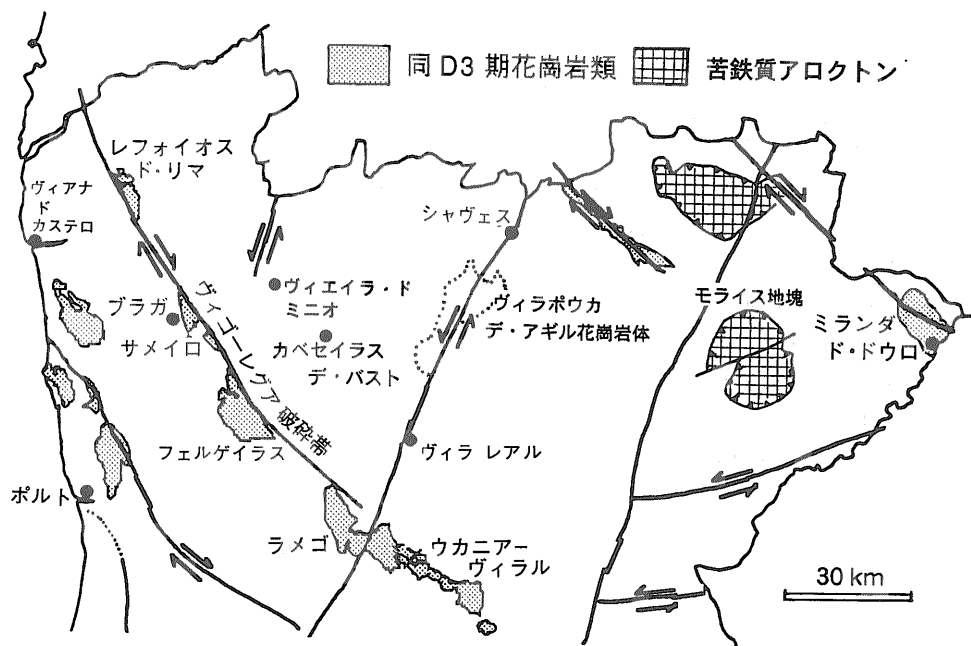 同 D3 期花崗岩類
苦鉄質アロクトン
レフォイオス
ド・リマ
ヴィアナ
ド
カステロ
シャヴェス
ヴィエイラ・ド
ミニオ
ヴィラポウカ
デ・アギル花崗岩体
モライス地塊
ブラガ
サメイロ
ヴィゴーレグア 破砕帯
カベセイラス
デ・バスト
ミランダ
ド・ドウロ
フェルゲイラス
ヴィラ レアル
ポルト
ラメゴ
ウカニアー
ヴィラル
30 km